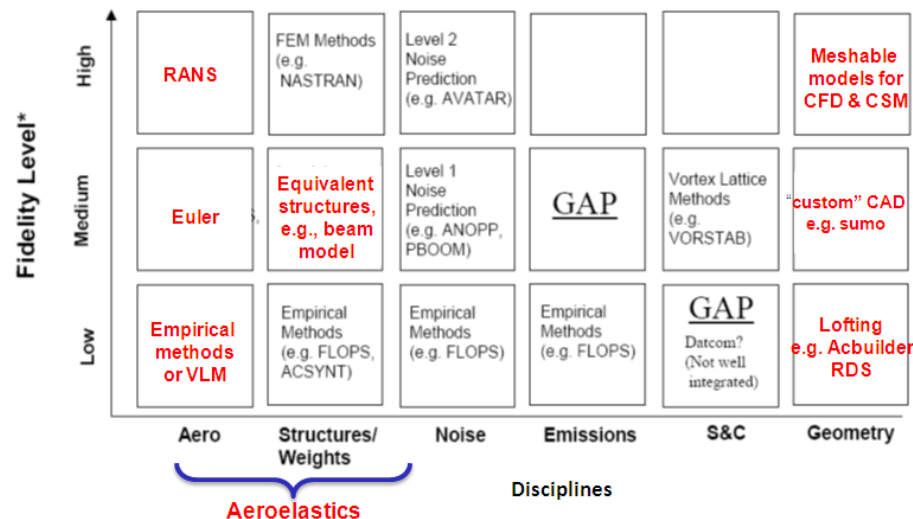 Fidelity Level*
High
Medium
Low
RANS
FEM Methods
(e.g.
NASTRAN)
Level 2
Noise
Prediction
(e.g. AVATAR)
Meshable
models for
CFD & CSM
Euler
S,
Equivalent
structures,
e.g., beam
model
Level 1
Noise
Prediction
(e.g. ANOPP,
PBOOM)
GAP
Vortex Lattice
Methods
(e.g.
VORSTAB)
"custom" CAD
e.g. sumo
Empirical
methods
or VLM
Empirical
Methods
(e.g. FLOPS,
ACSYNT)
Empirical
Methods
(e.g. FLOPS)
Empirical
Methods
(e.g. FLOPS)
GAP
Datcom?
(Not well
integrated)
Lofting
e.g. Acbuilder
RDS
Aero
Structures/
Weights
Noise
Emissions
S&C
Geometry
Aeroelastics
Disciplines